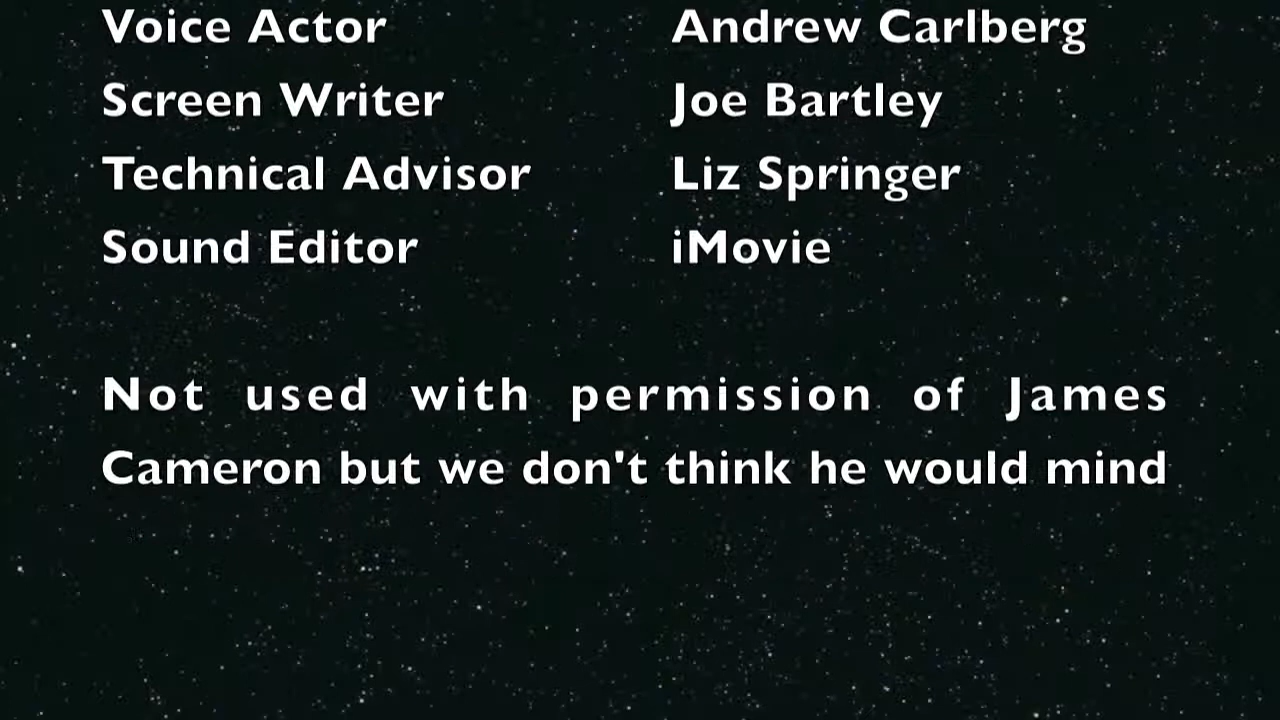 Voice Actor Andrew Carlberg
Screen Writer Joe Bartley
Technical Advisor Liz Springer
Sound Editor iMovie
Not used with permission of James
Cameron but we don't think he would mind